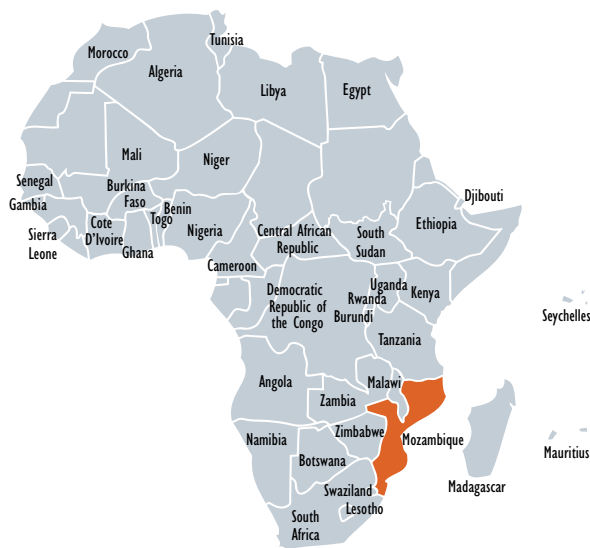 Tunisia
Morocco
Algeria
Libya
Egypt
Mali
Niger
Senegal
Gambia
Burkina
Faso
Benin
Togo
Djibouti
Sierra
Leone
Cote
D'Ivoire
Ghana
Nigeria
Central African
Republic
South
Sudan
Ethiopia
Cameroon
Democratic
Republic of
the Congo
Uganda
Rwanda
Burundi
Kenya
Seychelles
Tanzania
Angola
Malawi
Zambia
Namibia
Zimbabwe
Mozambique
Mauritius
Botswana
Madagascar
Swaziland
Lesotho
South
Africa